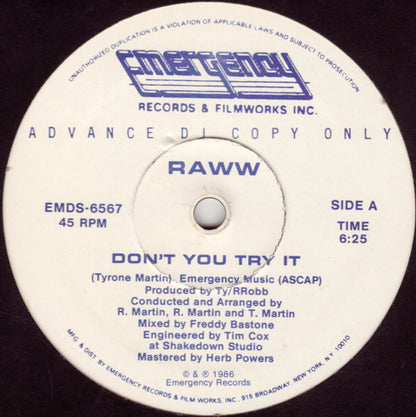 UNAUTHORIZED DUPLICATION IS A VIOLATION OF APPLICABLE LAWS AND SUBJECT TO PROSECUTION
Emergency
RECORDS & FILMWORKS INC.
ADVANCE DJ COPY ONLY
RAWW
EMDS-6567
45 RPM
SIDE A
TIME
6:25
DON'T YOU TRY IT
(Tyrone Martin) Emergency Music (ASCAP)
Produced by Ty/RRobb
Conducted and Arranged by
R. Martin, R. Martin and T. Martin
Mixed by Freddy Bastone
Engineered by Tim Cox
at Shakedown Studio
Mastered by Herb Powers
© & ℗ 1986
Emergency Records
MFG. & DIST. BY EMERGENCY RECORDS & FILM WORKS, INC. 915 BROADWAY, NEW YORK, N.Y. 10010